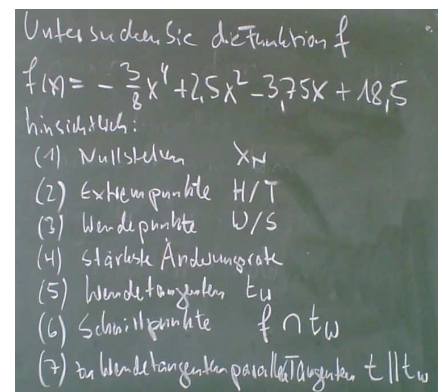 Untersuchen Sie die Funktion f
f(x) = - 3/8 x⁴ + 2,5x² - 3,75x + 18,5
hinsichtlich:
(1) Nullstellen x_N
(2) Extrempunkte H/T
(3) Wendepunkte W/S
(4) Stärkste Änderungsrate
(5) Wendetangenten t_w
(6) Schnittpunkte f ∩ t_w
(7) zu Wendetangenten parallele Tangenten t || t_w